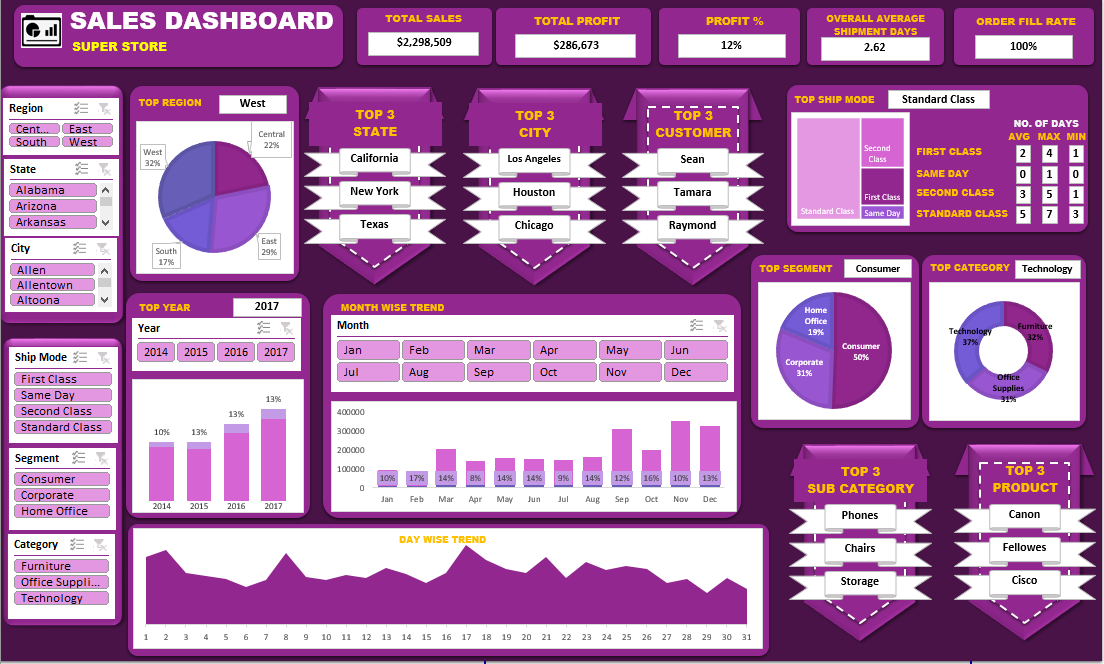 SALES DASHBOARD
SUPER STORE
TOTAL SALES
$2,298,509
TOTAL PROFIT
$286,673
PROFIT %
12%
OVERALL AVERAGE
SHIPMENT DAYS
2.62
ORDER FILL RATE
100%
Region
Cent... East
South West
State
Alabama
Arizona
Arkansas
City
Allen
Allentown
Altoona
Ship Mode
First Class
Same Day
Second Class
Standard Class
Segment
Consumer
Corporate
Home Office
Category
Furniture
Office Suppli...
Technology
TOP REGION West
Central
22%
West
32%
South
17%
East
29%
TOP 3
STATE
California
New York
Texas
TOP 3
CITY
Los Angeles
Houston
Chicago
TOP 3
CUSTOMER
Sean
Tamara
Raymond
TOP SHIP MODE Standard Class
Standard Class
Second
Class
First Class
Same Day
NO. OF DAYS
AVG MAX MIN
FIRST CLASS 2 4 1
SAME DAY 0 1 0
SECOND CLASS 3 5 1
STANDARD CLASS 5 7 3
TOP YEAR 2017
Year
2014 2015 2016 2017
10% 13% 13% 13%
2014 2015 2016 2017
MONTH WISE TREND
Month
Jan Feb Mar Apr May Jun
Jul Aug Sep Oct Nov Dec
400000
300000
200000
100000
0
10% 17% 14% 8% 14% 14% 9% 14% 12% 16% 10% 13%
Jan Feb Mar Apr May Jun Jul Aug Sep Oct Nov Dec
TOP SEGMENT Consumer
Home
Office
19%
Consumer
50%
Corporate
31%
TOP CATEGORY Technology
Technology
37%
Furniture
32%
Office
Supplies
31%
DAY WISE TREND
1 2 3 4 5 6 7 8 9 10 11 12 13 14 15 16 17 18 19 20 21 22 23 24 25 26 27 28 29 30 31
TOP 3
SUB CATEGORY
Phones
Chairs
Storage
TOP 3
PRODUCT
Canon
Fellowes
Cisco